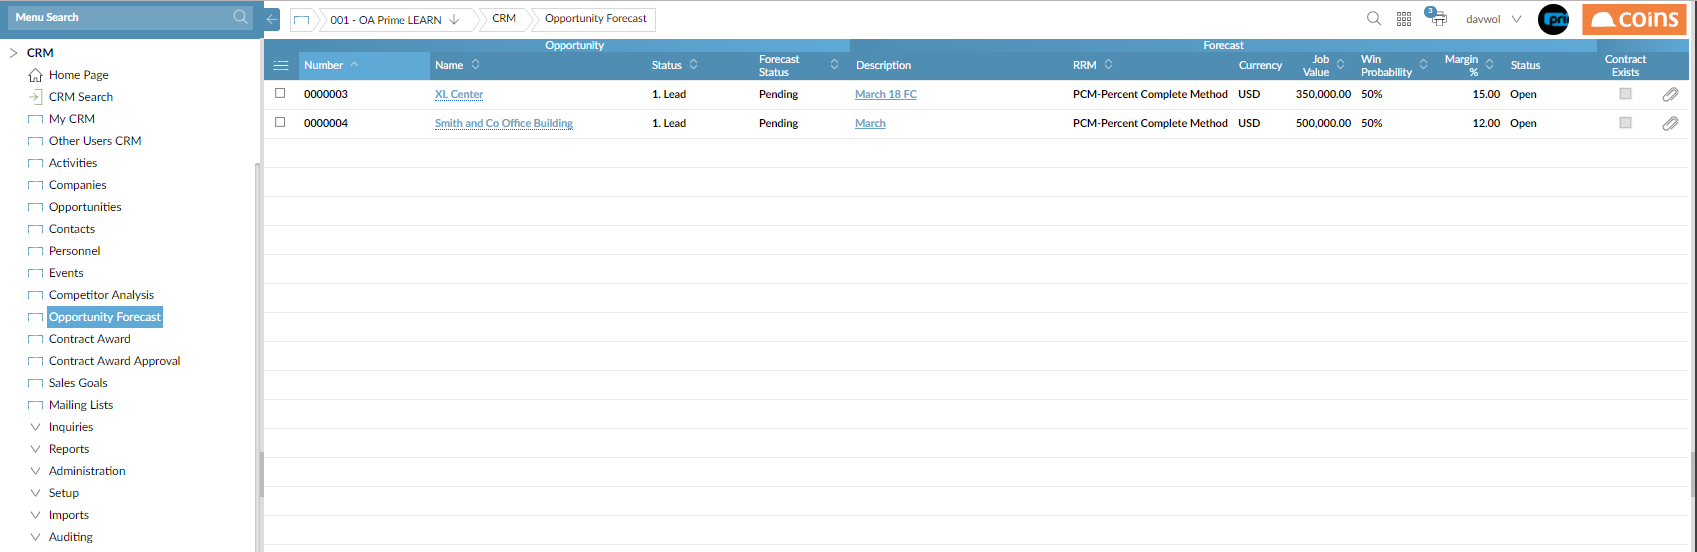 Menu Search
001 - OA Prime LEARN
CRM
Opportunity Forecast
3
davwol
pri
coins
CRM
Home Page
CRM Search
My CRM
Other Users CRM
Activities
Companies
Opportunities
Contacts
Personnel
Events
Competitor Analysis
Opportunity Forecast
Contract Award
Contract Award Approval
Sales Goals
Mailing Lists
Inquiries
Reports
Administration
Setup
Imports
Auditing
Opportunity Forecast
Number Name Status Forecast Status Description RRM Currency Job Value Win Probability Margin % Status Contract Exists
0000003 XL Center 1. Lead Pending March 18 FC PCM-Percent Complete Method USD 350,000.00 50% 15.00 Open
0000004 Smith and Co Office Building 1. Lead Pending March PCM-Percent Complete Method USD 500,000.00 50% 12.00 Open